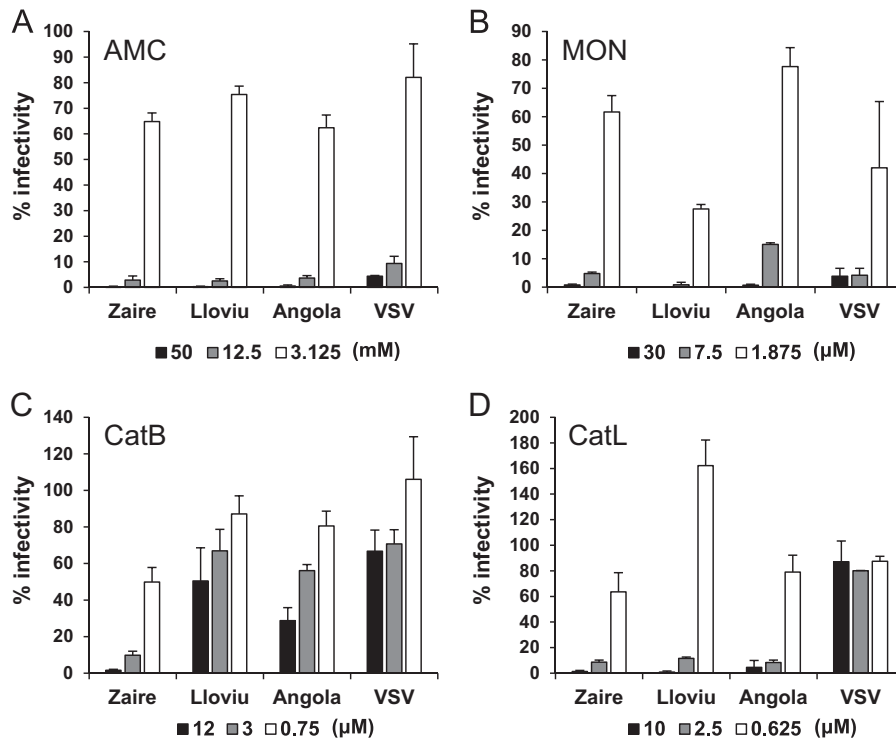 A
AMC
% infectivity
100
90
80
70
60
50
40
30
20
10
0
Zaire Lloviu Angola VSV
50 12.5 3.125 (mM)
B
MON
% infectivity
90
80
70
60
50
40
30
20
10
0
Zaire Lloviu Angola VSV
30 7.5 1.875 (μM)
C
CatB
% infectivity
140
120
100
80
60
40
20
0
Zaire Lloviu Angola VSV
12 3 0.75 (μM)
D
CatL
% infectivity
200
180
160
140
120
100
80
60
40
20
0
Zaire Lloviu Angola VSV
10 2.5 0.625 (μM)